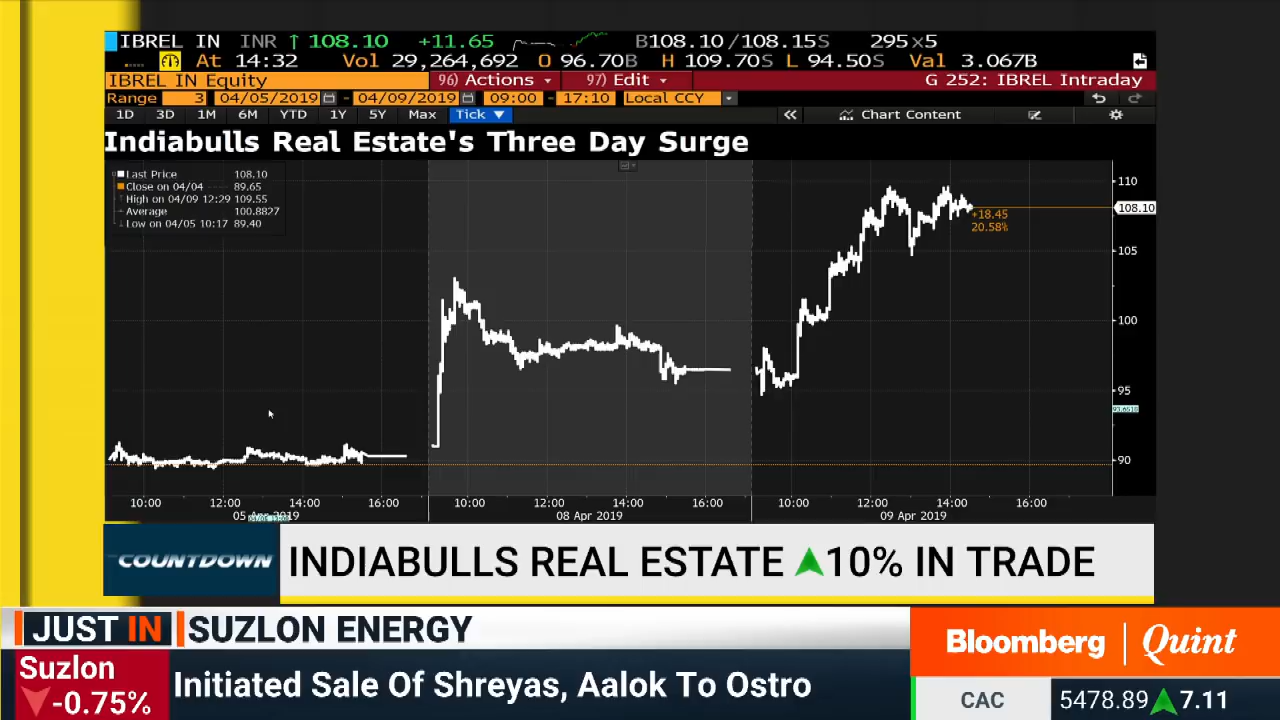 IBREL IN INR ↑ 108.10 +11.65 B108.10/108.15S 295x5
At 14:32 Vol 29,264,692 O 96.70B H 109.70S L 94.50S Val 3.067B
IBREL IN Equity 96) Actions 97) Edit G 252: IBREL Intraday
Range 3 04/05/2019 - 04/09/2019 09:00 - 17:10 Local CCY
1D 3D 1M 6M YTD 1Y 5Y Max Tick ▼ « Chart Content
Indiabulls Real Estate's Three Day Surge
Last Price 108.10
Close on 04/04 89.65
High on 04/09 12:29 109.55
Average 100.8827
Low on 04/05 10:17 89.40
110
108.10
+18.45
20.58%
105
100
95
90
10:00 12:00 14:00 16:00 10:00 12:00 14:00 16:00 10:00 12:00 14:00 16:00
05 Apr 2019 08 Apr 2019 09 Apr 2019
COUNTDOWN INDIABULLS REAL ESTATE ▲10% IN TRADE
JUST IN SUZLON ENERGY
Bloomberg | Quint
Suzlon
▼-0.75%
Initiated Sale Of Shreyas, Aalok To Ostro
CAC 5478.89 ▲ 7.11